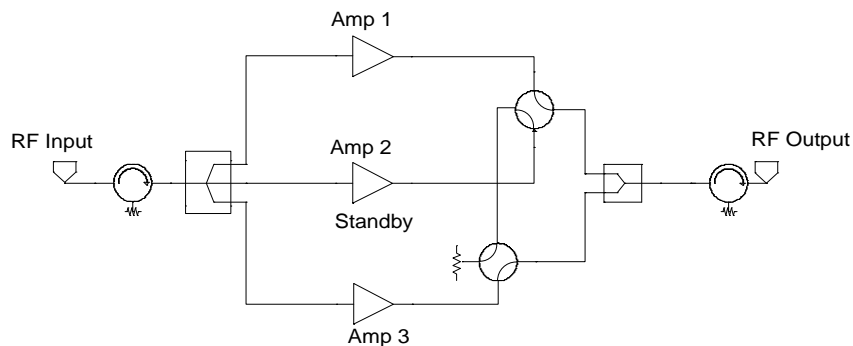 Amp 1
RF Input
Amp 2
RF Output
Standby
Amp 3